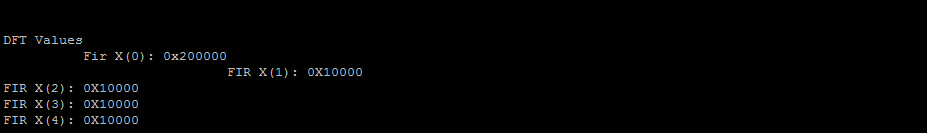 DFT Values
Fir X(0): 0x200000
FIR X(1): 0X10000
FIR X(2): 0X10000
FIR X(3): 0X10000
FIR X(4): 0X10000